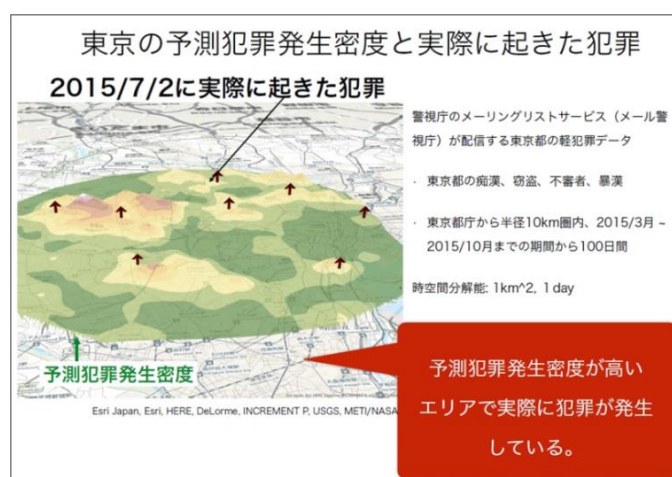 東京の予測犯罪発生密度と実際に起きた犯罪
2015/7/2に実際に起きた犯罪
警視庁のメーリングリストサービス（メール警
視庁）が配信する東京都の軽犯罪データ
· 東京都の痴漢、窃盗、不審者、暴漢
· 東京都庁から半径10km圏内、2015/3月 ~
2015/10月までの期間から100日間
時空間分解能: 1km^2, 1 day
予測犯罪発生密度
Esri Japan, Esri, HERE, DeLorme, INCREMENT P, USGS, METI/NASA
予測犯罪発生密度が高い
エリアで実際に犯罪が発生
している。